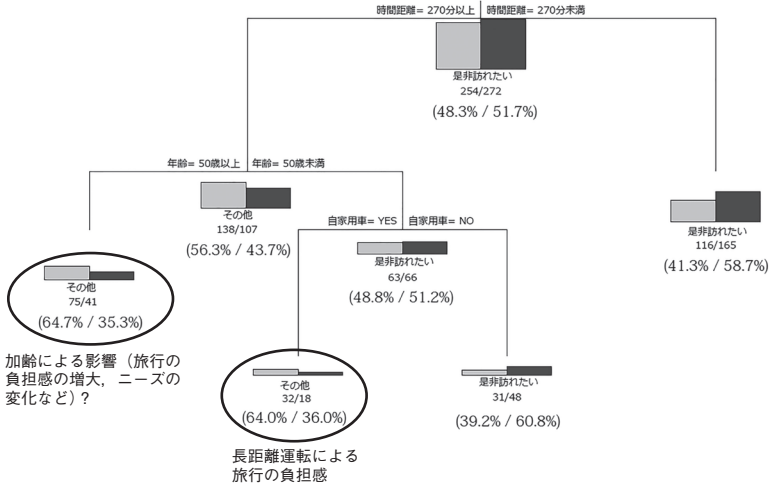 時間距離= 270分以上 時間距離= 270分未満
是非訪れたい
254/272
(48.3% / 51.7%)
年齢= 50歳以上 年齢= 50歳未満
その他
138/107
(56.3% / 43.7%)
是非訪れたい
116/165
(41.3% / 58.7%)
自家用車= YES 自家用車= NO
是非訪れたい
63/66
(48.8% / 51.2%)
その他
75/41
(64.7% / 35.3%)
加齢による影響（旅行の
負担感の増大，ニーズの
変化など）？
その他
32/18
(64.0% / 36.0%)
長距離運転による
旅行の負担感
是非訪れたい
31/48
(39.2% / 60.8%)